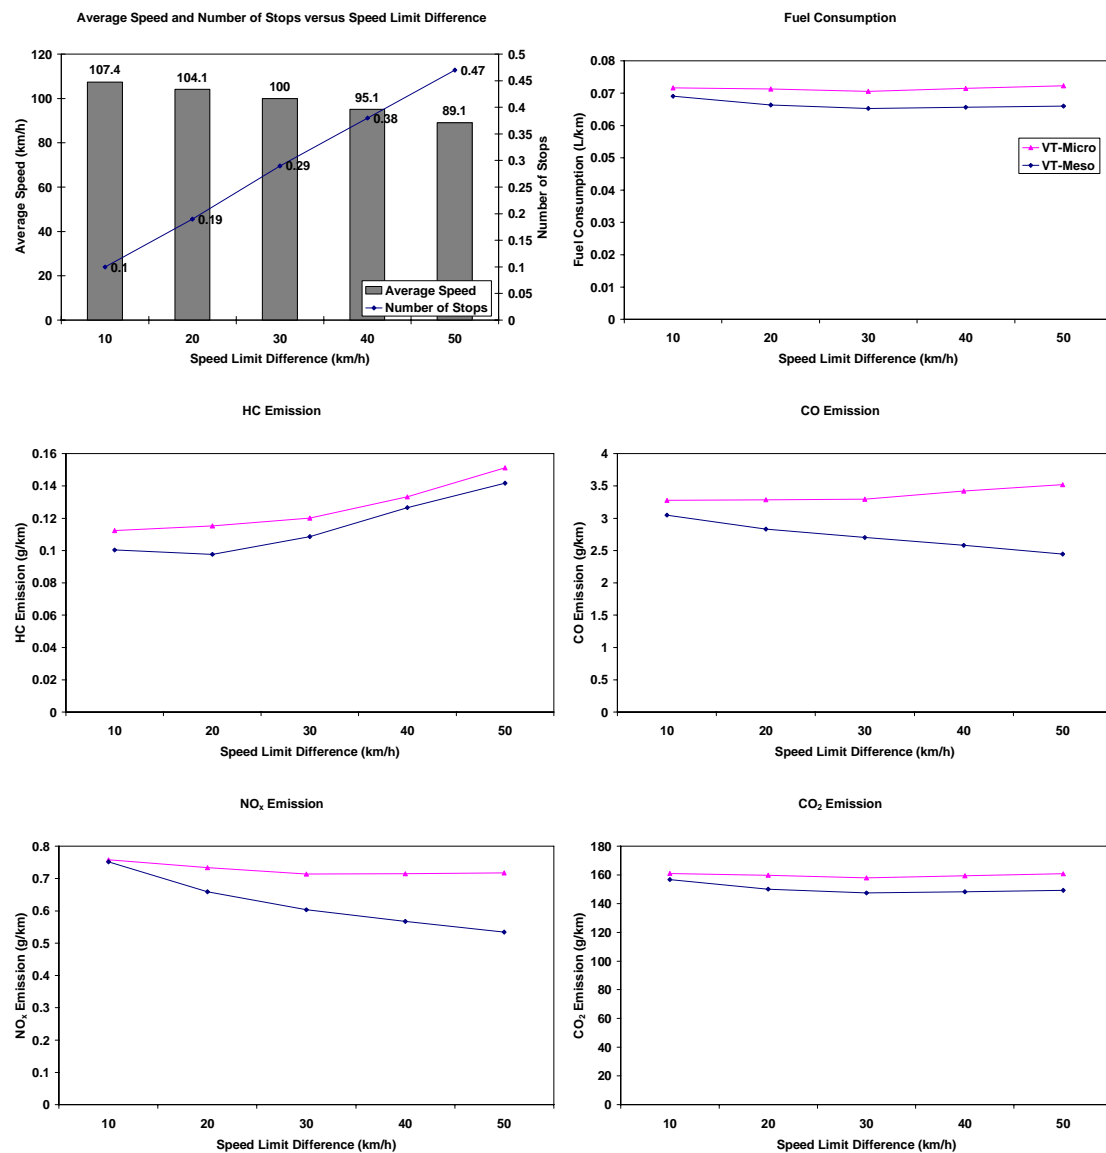 Average Speed and Number of Stops versus Speed Limit Difference
120
100
80
60
40
20
0
Average Speed (km/h)
107.4
104.1
100
95.1
89.1
0.1
0.19
0.29
0.38
0.47
0.5
0.45
0.4
0.35
0.3
0.25
0.2
0.15
0.1
0.05
0
Number of Stops
Average Speed
Number of Stops
10 20 30 40 50
Speed Limit Difference (km/h)
Fuel Consumption
0.08
0.07
0.06
0.05
0.04
0.03
0.02
0.01
0
Fuel Consumption (L/km)
VT-Micro
VT-Meso
10 20 30 40 50
Speed Limit Difference (km/h)
HC Emission
0.16
0.14
0.12
0.1
0.08
0.06
0.04
0.02
0
HC Emission (g/km)
10 20 30 40 50
Speed Limit Difference (km/h)
CO Emission
4
3.5
3
2.5
2
1.5
1
0.5
0
CO Emission (g/km)
10 20 30 40 50
Speed Limit Difference (km/h)
NOₓ Emission
0.8
0.7
0.6
0.5
0.4
0.3
0.2
0.1
0
NOₓ Emission (g/km)
10 20 30 40 50
Speed Limit Difference (km/h)
CO₂ Emission
180
160
140
120
100
80
60
40
20
0
CO₂ Emission (g/km)
10 20 30 40 50
Speed Limit Difference (km/h)